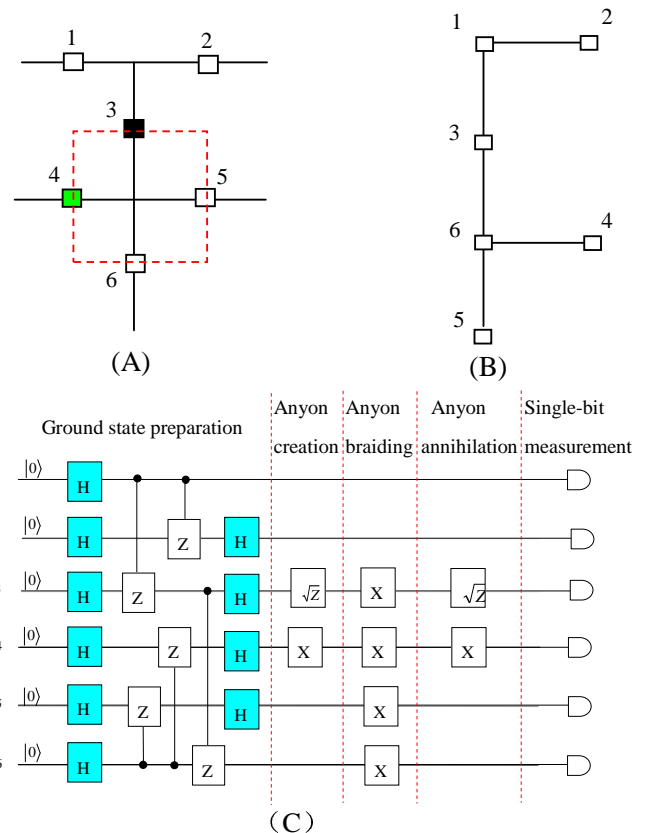 1
2
3
4
5
6
(A)
1
2
3
6
4
5
(B)
Ground state preparation
Anyon creation
Anyon braiding
Anyon annihilation
Single-bit measurement
|0⟩ H
|0⟩ H Z H
|0⟩ H Z H √Z X √Z
4 |0⟩ H Z H X X X
|0⟩ H Z H X
|0⟩ H Z X
(C)